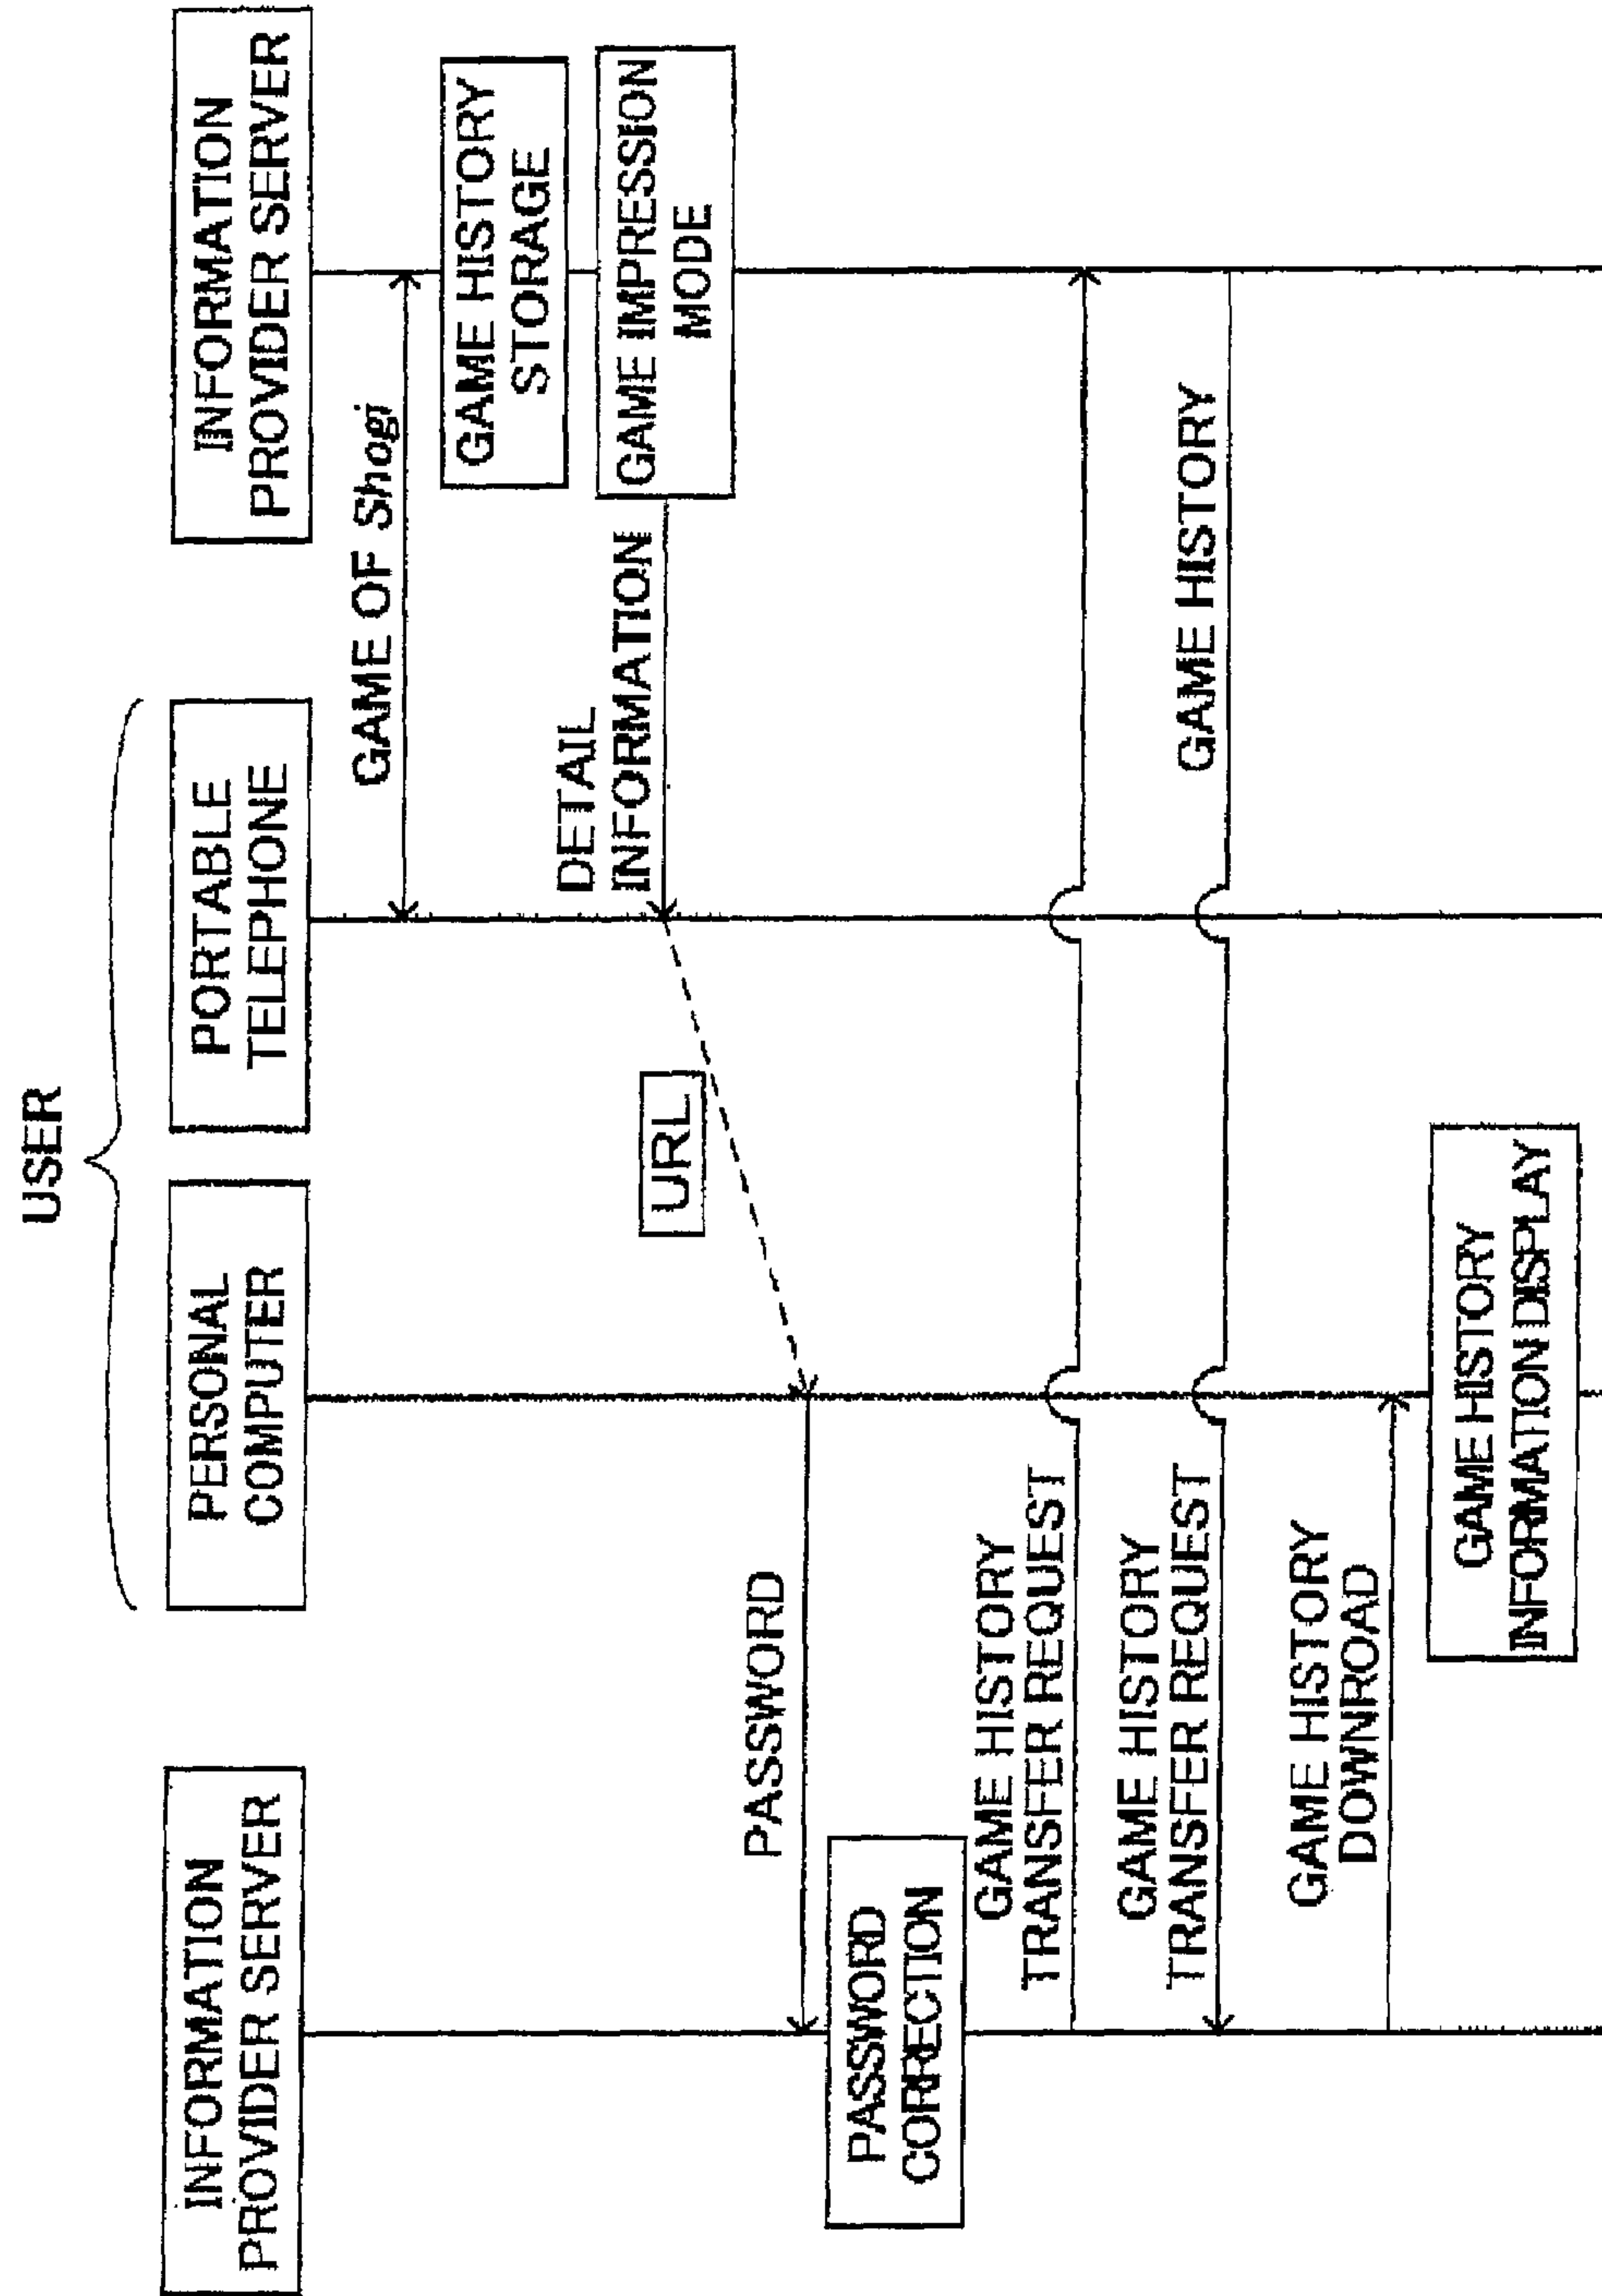 USER
INFORMATION
PROVIDER SERVER
PERSONAL
COMPUTER
PORTABLE
TELEPHONE
INFORMATION
PROVIDER SERVER
GAME OF Shogi
GAME HISTORY
STORAGE
DETAIL
INFORMATION
GAME IMPRESSION
MODE
URL
PASSWORD
PASSWORD
CORRECTION
GAME HISTORY
TRANSFER REQUEST
GAME HISTORY
TRANSFER REQUEST
GAME HISTORY
GAME HISTORY
DOWNROAD
GAME HISTORY
INFORMATION DISPLAY